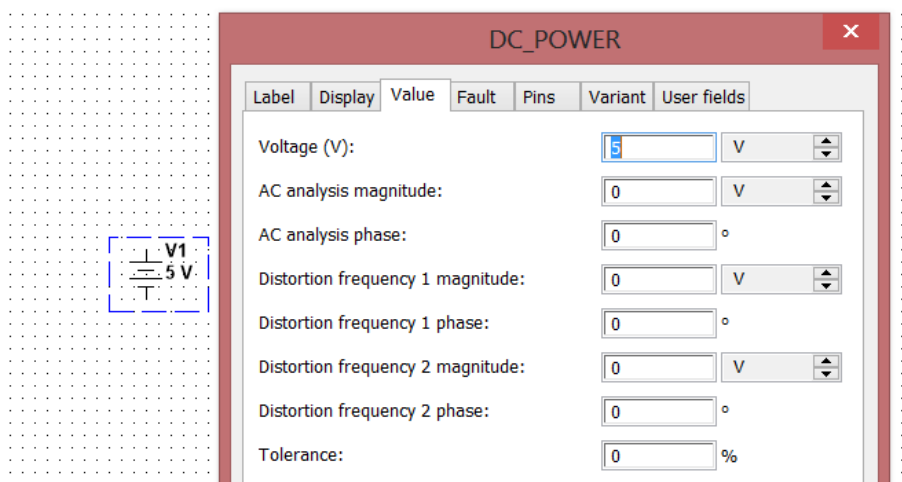 DC_POWER
x
Label Display Value Fault Pins Variant User fields
Voltage (V): 5 V
AC analysis magnitude: 0 V
AC analysis phase: 0 °
V1
5 V
Distortion frequency 1 magnitude: 0 V
Distortion frequency 1 phase: 0 °
Distortion frequency 2 magnitude: 0 V
Distortion frequency 2 phase: 0 °
Tolerance: 0 %